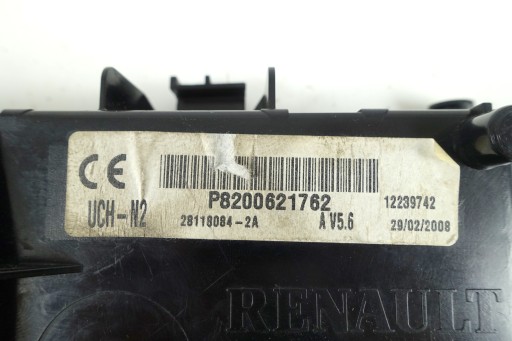 CE
P8200621762 12239742
UCH-N2 28118084-2A A V5.6 29/02/2008
RENAULT